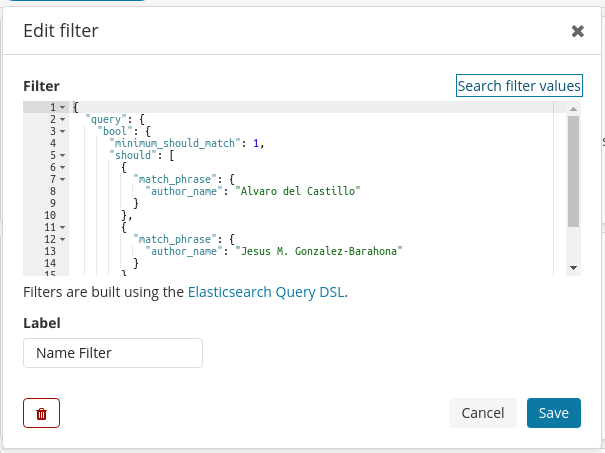 Edit filter
Filter
Search filter values
1 {
2 "query": {
3 "bool": {
4 "minimum_should_match": 1,
5 "should": [
6 {
7 "match_phrase": {
8 "author_name": "Alvaro del Castillo"
9 }
10 },
11 {
12 "match_phrase": {
13 "author_name": "Jesus M. Gonzalez-Barahona"
14 }
15 }
Filters are built using the Elasticsearch Query DSL.
Label
Name Filter
Cancel
Save